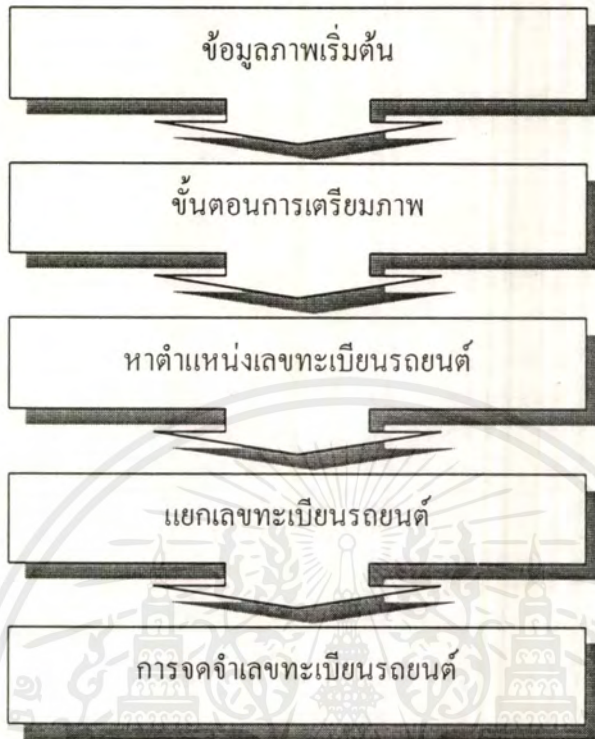 ข้อมูลภาพเริ่มต้น
ขั้นตอนการเตรียมภาพ
หาตำแหน่งเลขทะเบียนรถยนต์
แยกเลขทะเบียนรถยนต์
การจดจำเลขทะเบียนรถยนต์